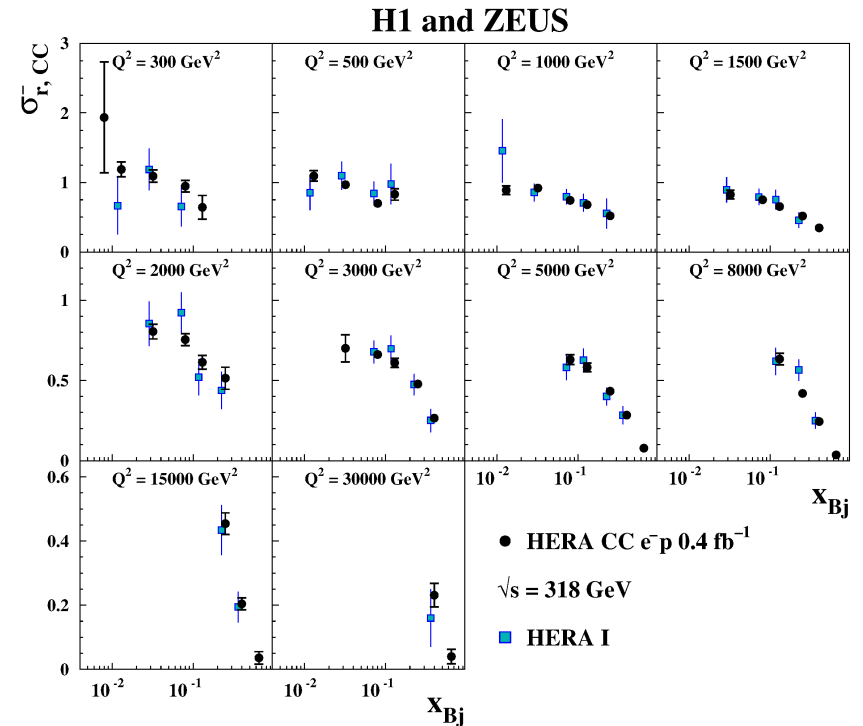 H1 and ZEUS
σ⁻r, CC
Q² = 300 GeV²
Q² = 500 GeV²
Q² = 1000 GeV²
Q² = 1500 GeV²
3
2
1
0
Q² = 2000 GeV²
Q² = 3000 GeV²
Q² = 5000 GeV²
Q² = 8000 GeV²
1
0.5
0
10⁻² 10⁻¹
10⁻² 10⁻¹
xBj
Q² = 15000 GeV²
Q² = 30000 GeV²
0.6
0.4
0.2
0
10⁻² 10⁻¹
10⁻² 10⁻¹
xBj
HERA CC e⁻p 0.4 fb⁻¹
√s = 318 GeV
HERA I